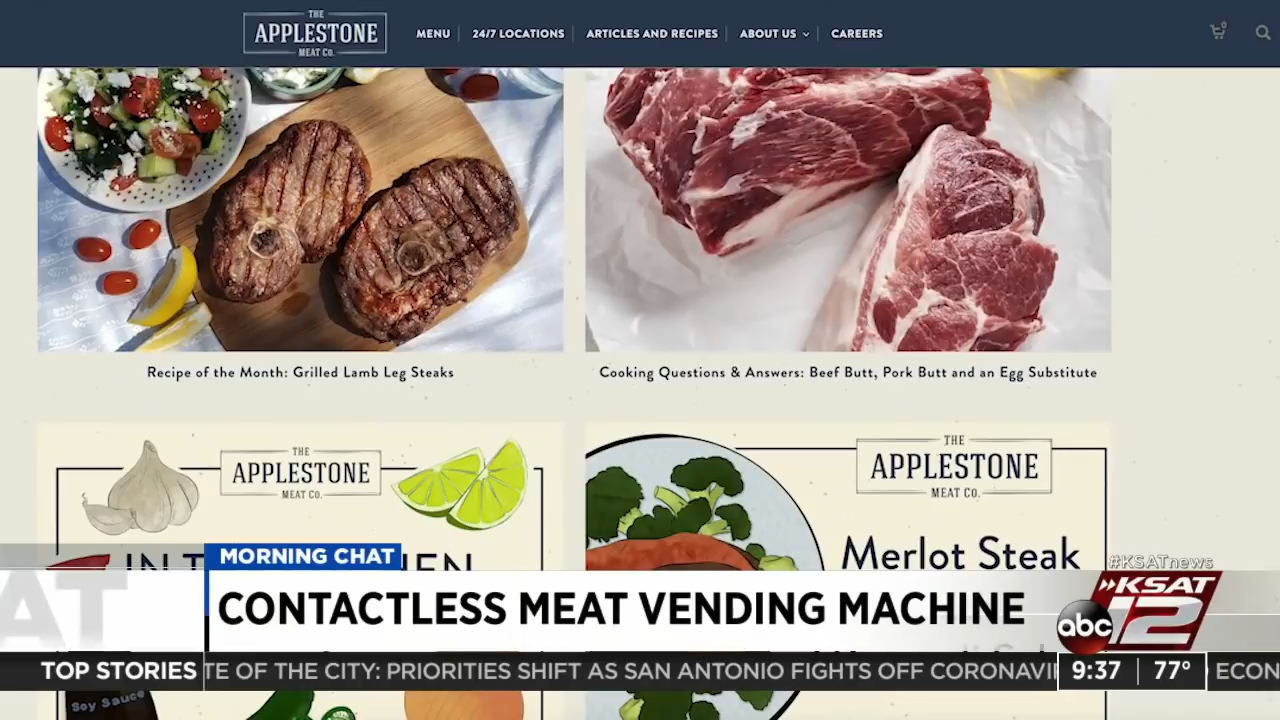 THE
APPLESTONE
MEAT CO.
MENU
24/7 LOCATIONS
ARTICLES AND RECIPES
ABOUT US
CAREERS
0
Recipe of the Month: Grilled Lamb Leg Steaks
Cooking Questions & Answers: Beef Butt, Pork Butt and an Egg Substitute
THE
APPLESTONE
MEAT CO.
THE
APPLESTONE
MEAT CO.
Merlot Steak
MORNING CHAT
#KSATnews
CONTACTLESS MEAT VENDING MACHINE
KSAT
abc
12
TOP STORIES
TE OF THE CITY: PRIORITIES SHIFT AS SAN ANTONIO FIGHTS OFF CORONAVI
9:37
77°
ECON
Soy Sauce